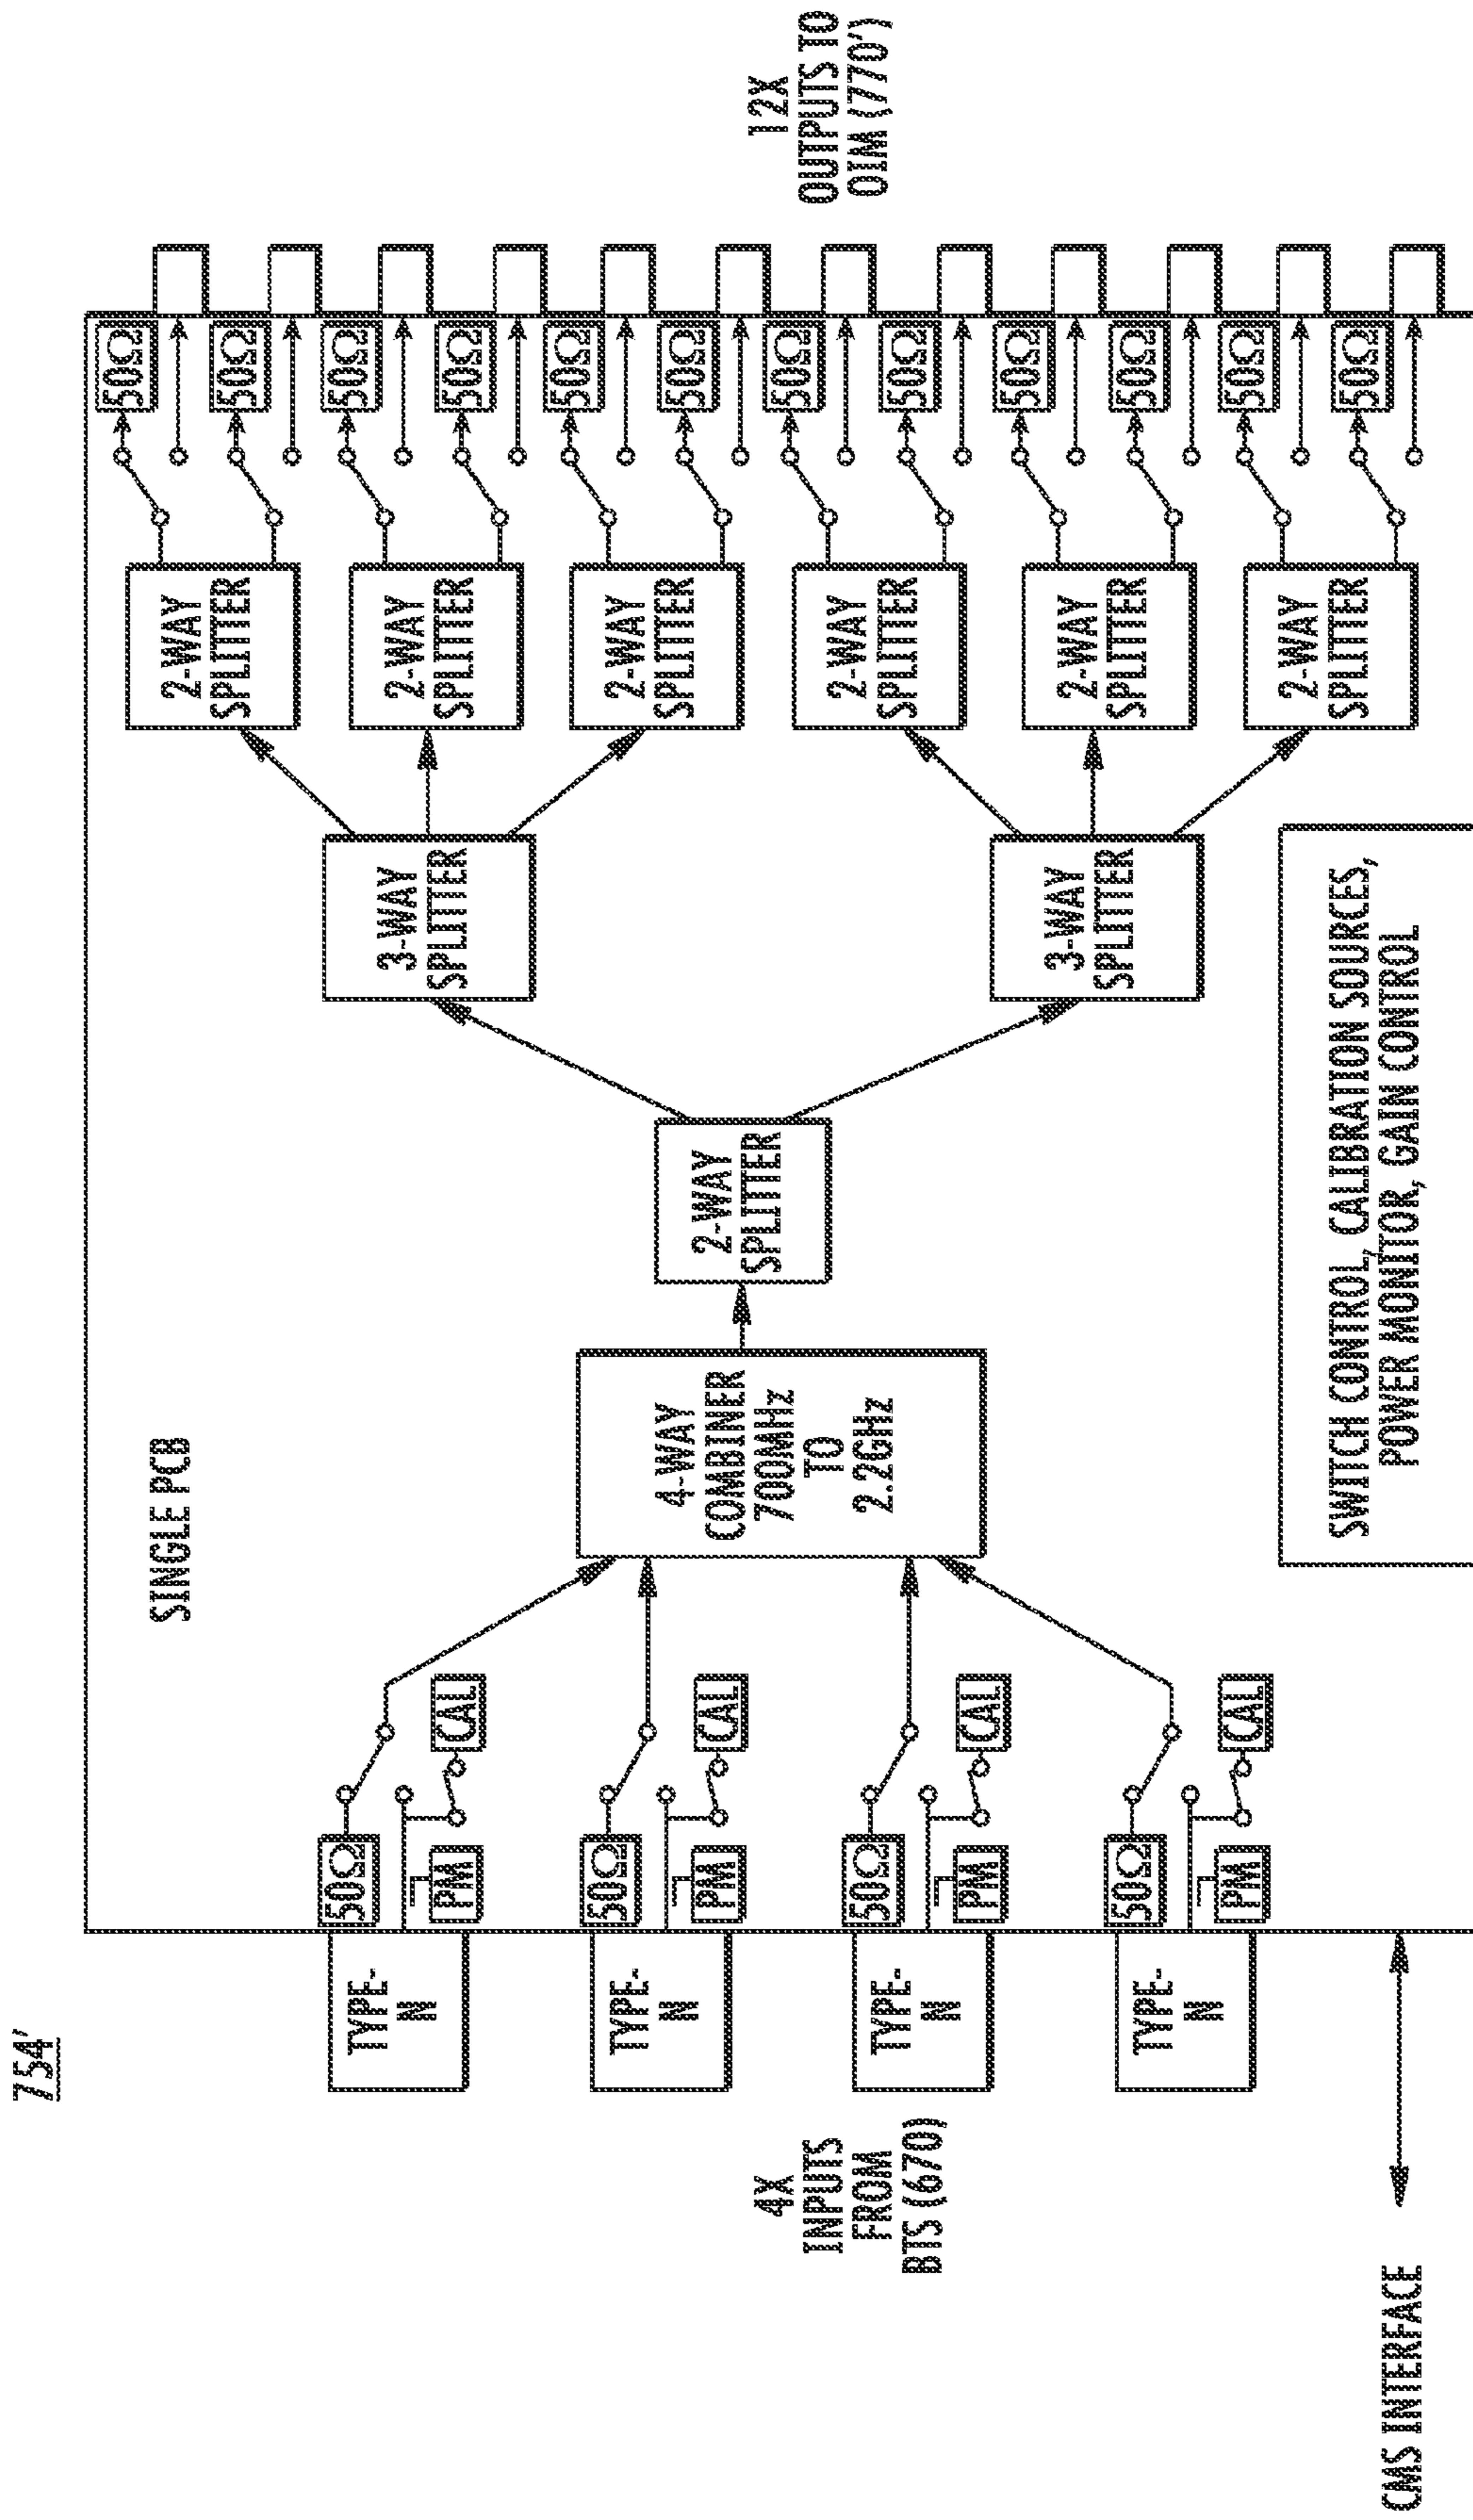 754'
SINGLE PCB
4X
INPUTS
FROM
BTS (670)
TYPE-
N
TYPE-
N
TYPE-
N
TYPE-
N
50Ω
PM
CAL
50Ω
PM
CAL
50Ω
PM
CAL
50Ω
PM
CAL
4-WAY
COMBINER
700MHz
TO
2.2GHz
2-WAY
SPLITTER
3-WAY
SPLITTER
3-WAY
SPLITTER
2-WAY
SPLITTER
2-WAY
SPLITTER
2-WAY
SPLITTER
2-WAY
SPLITTER
2-WAY
SPLITTER
2-WAY
SPLITTER
50Ω
50Ω
50Ω
50Ω
50Ω
50Ω
50Ω
50Ω
50Ω
50Ω
50Ω
50Ω
12X
OUTPUTS TO
OIM (770')
CMS INTERFACE
SWITCH CONTROL, CALIBRATION SOURCES,
POWER MONITOR, GAIN CONTROL